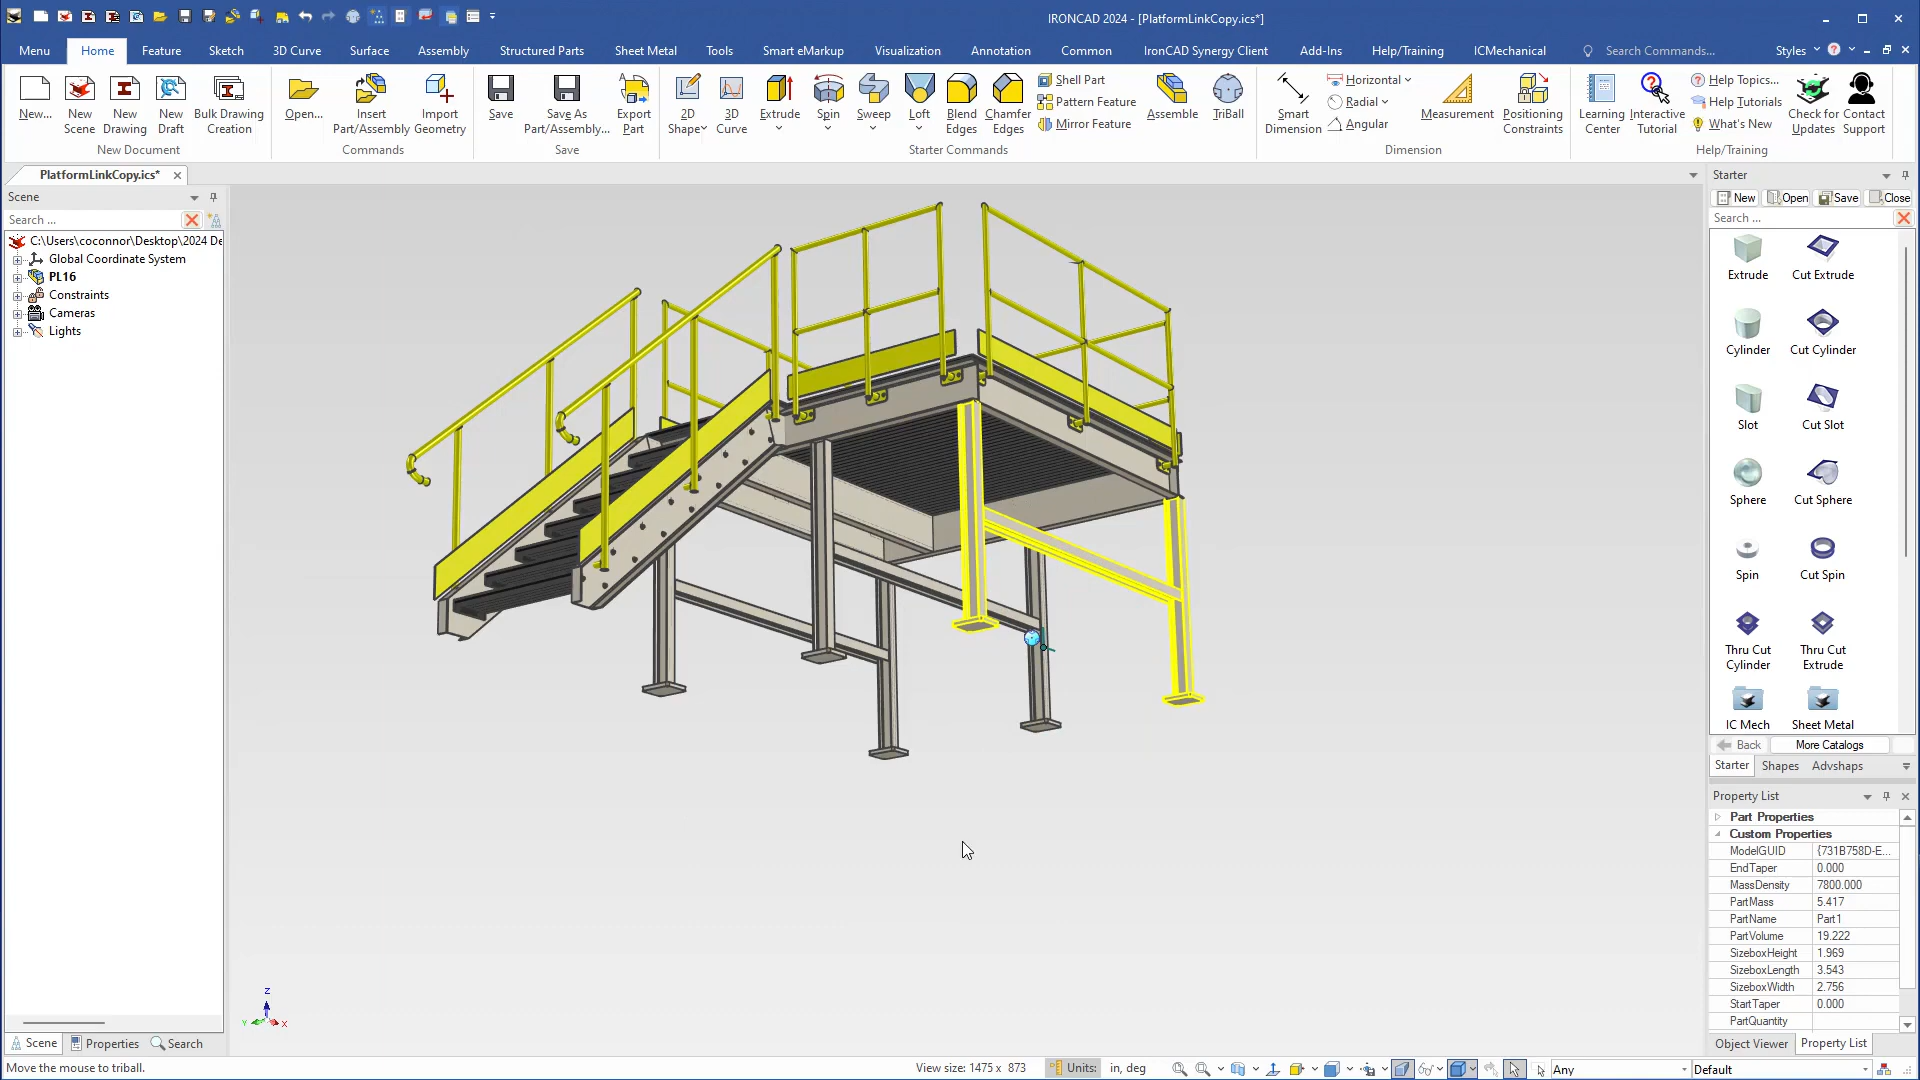 IRONCAD 2024 - [PlatformLinkCopy.ics*]
Menu Home Feature Sketch 3D Curve Surface Assembly Structured Parts Sheet Metal Tools Smart eMarkup Visualization Annotation Common IronCAD Synergy Client Add-Ins Help/Training ICMechanical Search Commands... Styles
New... New Scene New Drawing New Draft Bulk Drawing Creation
New Document
Open... Insert Part/Assembly Import Geometry
Commands
Save Save As Part/Assembly... Export Part
Save
2D Shape 3D Curve Extrude Spin Sweep Loft Blend Edges Chamfer Edges
Shell Part
Pattern Feature
Mirror Feature
Assemble TriBall
Starter Commands
Smart Dimension
Horizontal
Radial
Angular
Measurement Positioning Constraints
Dimension
Learning Center Interactive Tutorial
Help Topics...
Help Tutorials
What's New
Check for Updates Contact Support
Help/Training
PlatformLinkCopy.ics*
Scene
Search ...
C:\Users\coconnor\Desktop\2024 De
Global Coordinate System
PL16
Constraints
Cameras
Lights
Z
Y X
Scene Properties Search
Starter
New Open Save Close
Search ...
Extrude Cut Extrude
Cylinder Cut Cylinder
Slot Cut Slot
Sphere Cut Sphere
Spin Cut Spin
Thru Cut Cylinder Thru Cut Extrude
IC Mech Sheet Metal
Back More Catalogs
Starter Shapes Advshaps
Property List
Part Properties
Custom Properties
ModelGUID {731B758D-E...
EndTaper 0.000
MassDensity 7800.000
PartMass 5.417
PartName Part1
PartVolume 19.222
SizeboxHeight 1.969
SizeboxLength 3.543
SizeboxWidth 2.756
StartTaper 0.000
PartQuantity
Object Viewer Property List
Move the mouse to triball. View size: 1475 x 873 Units: in, deg Any Default